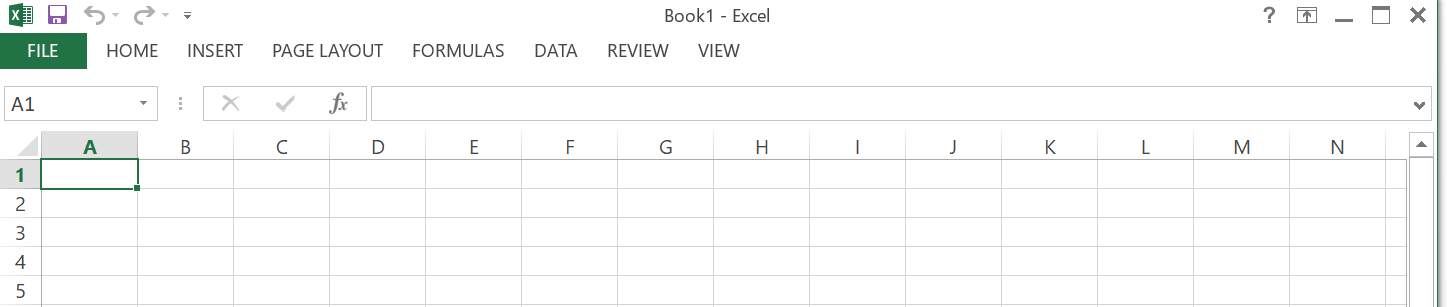 Book1 - Excel ?
FILE HOME INSERT PAGE LAYOUT FORMULAS DATA REVIEW VIEW
A1 fx
A B C D E F G H I J K L M N
1
2
3
4
5